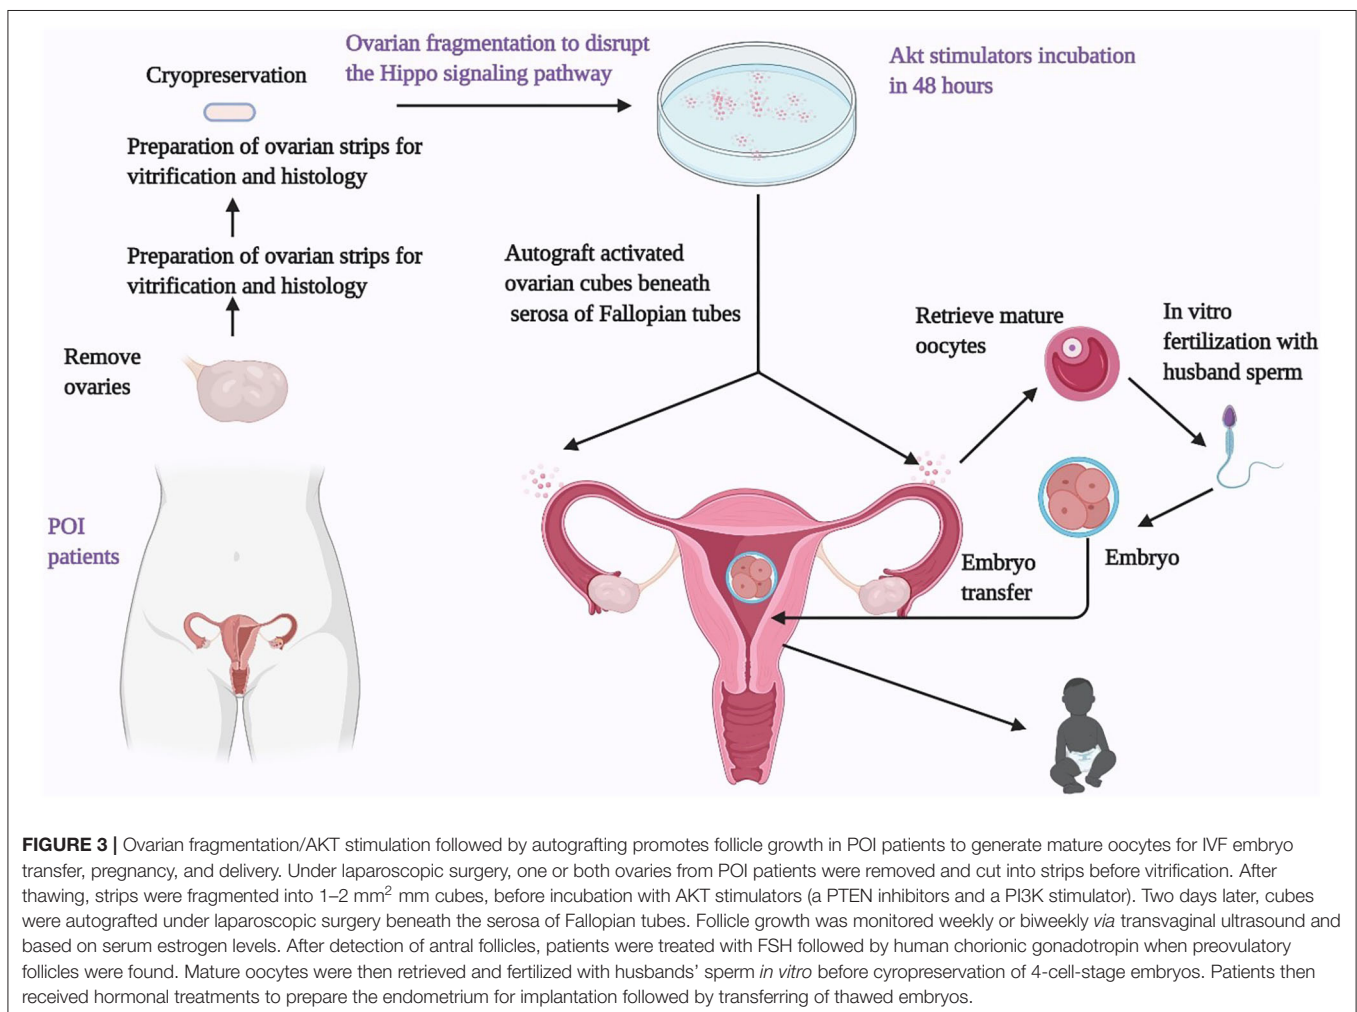 Ovarian fragmentation to disrupt
the Hippo signaling pathway
Akt stimulators incubation
in 48 hours
Cryopreservation
Preparation of ovarian strips for
vitrification and histology
Preparation of ovarian strips for
vitrification and histology
Remove
ovaries
POI
patients
Autograft activated
ovarian cubes beneath
serosa of Fallopian tubes
Retrieve mature
oocytes
In vitro
fertilization with
husband sperm
Embryo
Embryo
transfer
FIGURE 3 | Ovarian fragmentation/AKT stimulation followed by autografting promotes follicle growth in POI patients to generate mature oocytes for IVF embryo
transfer, pregnancy, and delivery. Under laparoscopic surgery, one or both ovaries from POI patients were removed and cut into strips before vitrification. After
thawing, strips were fragmented into 1–2 mm² mm cubes, before incubation with AKT stimulators (a PTEN inhibitors and a PI3K stimulator). Two days later, cubes
were autografted under laparoscopic surgery beneath the serosa of Fallopian tubes. Follicle growth was monitored weekly or biweekly via transvaginal ultrasound and
based on serum estrogen levels. After detection of antral follicles, patients were treated with FSH followed by human chorionic gonadotropin when preovulatory
follicles were found. Mature oocytes were then retrieved and fertilized with husbands' sperm in vitro before cyropreservation of 4-cell-stage embryos. Patients then
received hormonal treatments to prepare the endometrium for implantation followed by transferring of thawed embryos.